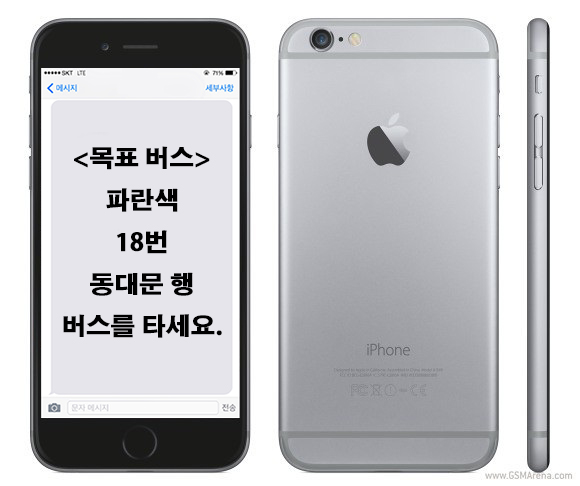 SKT LTE 71%
메시지 세부사항
<목표 버스>
파란색
18번
동대문 행
버스를 타세요.
문자 메시지 전송
iPhone
www.GSMArena.com